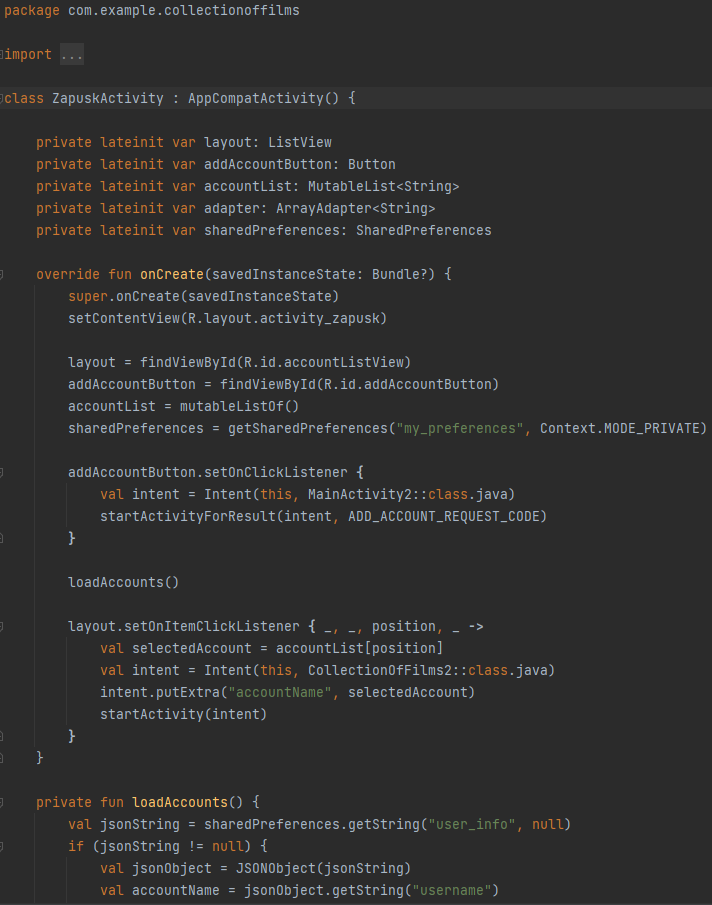 package com.example.collectionoffilms
import ...
class ZapuskActivity : AppCompatActivity() {
    private lateinit var layout: ListView
    private lateinit var addAccountButton: Button
    private lateinit var accountList: MutableList<String>
    private lateinit var adapter: ArrayAdapter<String>
    private lateinit var sharedPreferences: SharedPreferences
    override fun onCreate(savedInstanceState: Bundle?) {
        super.onCreate(savedInstanceState)
        setContentView(R.layout.activity_zapusk)
        layout = findViewById(R.id.accountListView)
        addAccountButton = findViewById(R.id.addAccountButton)
        accountList = mutableListOf()
        sharedPreferences = getSharedPreferences("my_preferences", Context.MODE_PRIVATE)
        addAccountButton.setOnClickListener {
            val intent = Intent(this, MainActivity2::class.java)
            startActivityForResult(intent, ADD_ACCOUNT_REQUEST_CODE)
        }
        loadAccounts()
        layout.setOnItemClickListener { _, _, position, _ ->
            val selectedAccount = accountList[position]
            val intent = Intent(this, CollectionOfFilms2::class.java)
            intent.putExtra("accountName", selectedAccount)
            startActivity(intent)
        }
    }
    private fun loadAccounts() {
        val jsonString = sharedPreferences.getString("user_info", null)
        if (jsonString != null) {
            val jsonObject = JSONObject(jsonString)
            val accountName = jsonObject.getString("username")